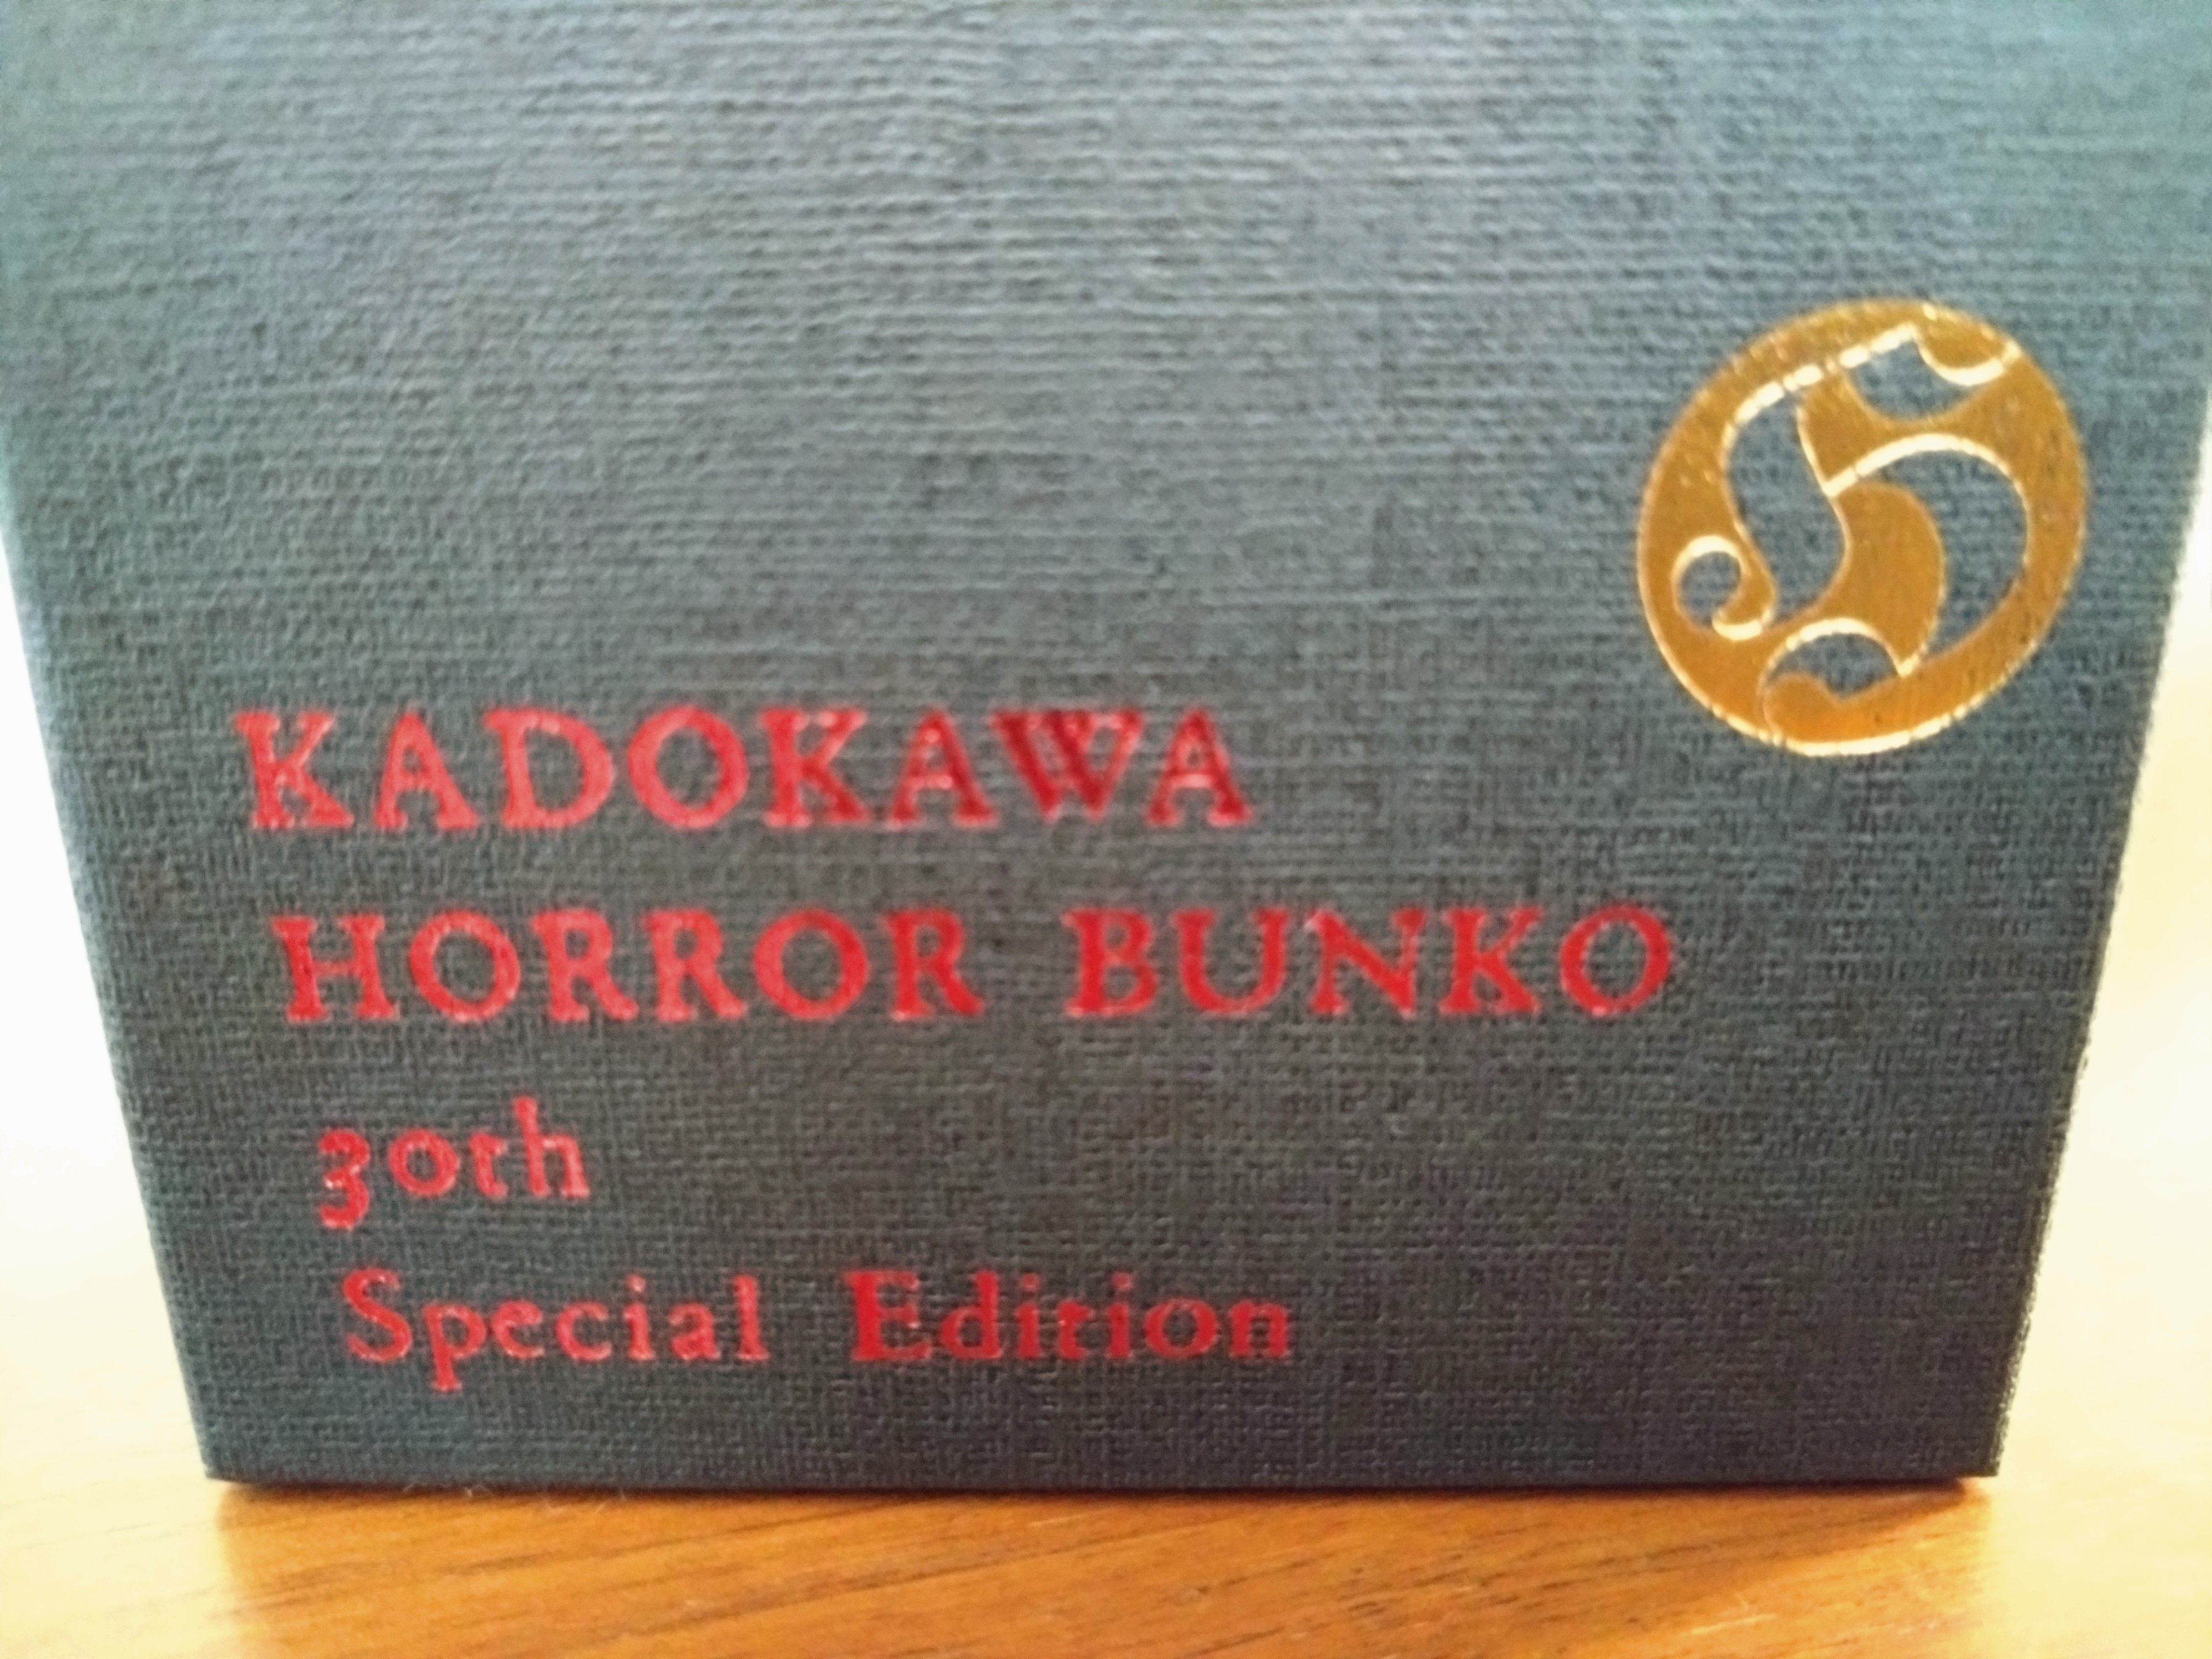 KADOKAWA
HORROR BUNKO
30th
Special Edition